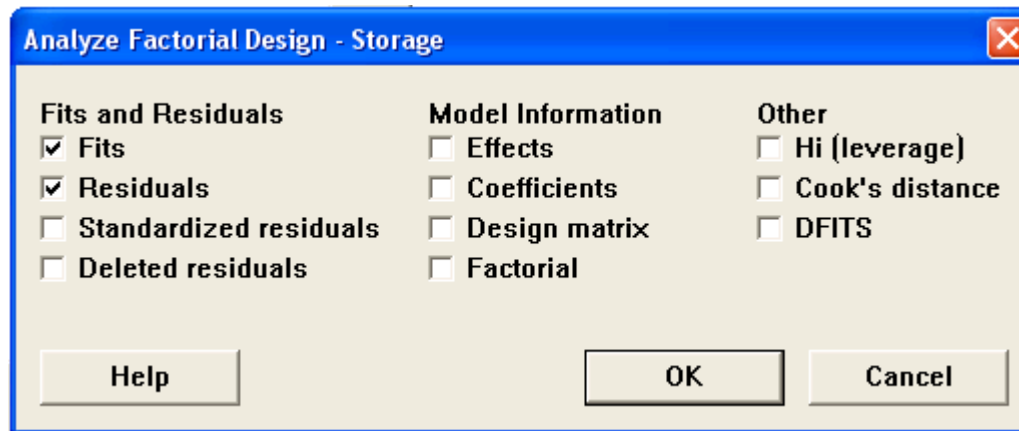 Analyze Factorial Design - Storage
Fits and Residuals
Fits
Residuals
Standardized residuals
Deleted residuals
Model Information
Effects
Coefficients
Design matrix
Factorial
Other
Hi (leverage)
Cook's distance
DFITS
Help
OK
Cancel